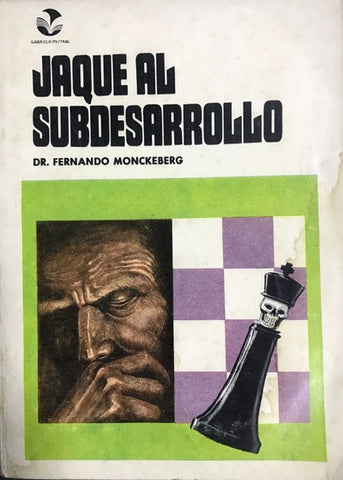 GABRIELA MISTRAL
JAQUE AL
SUBDESARROLLO
DR. FERNANDO MONCKEBERG